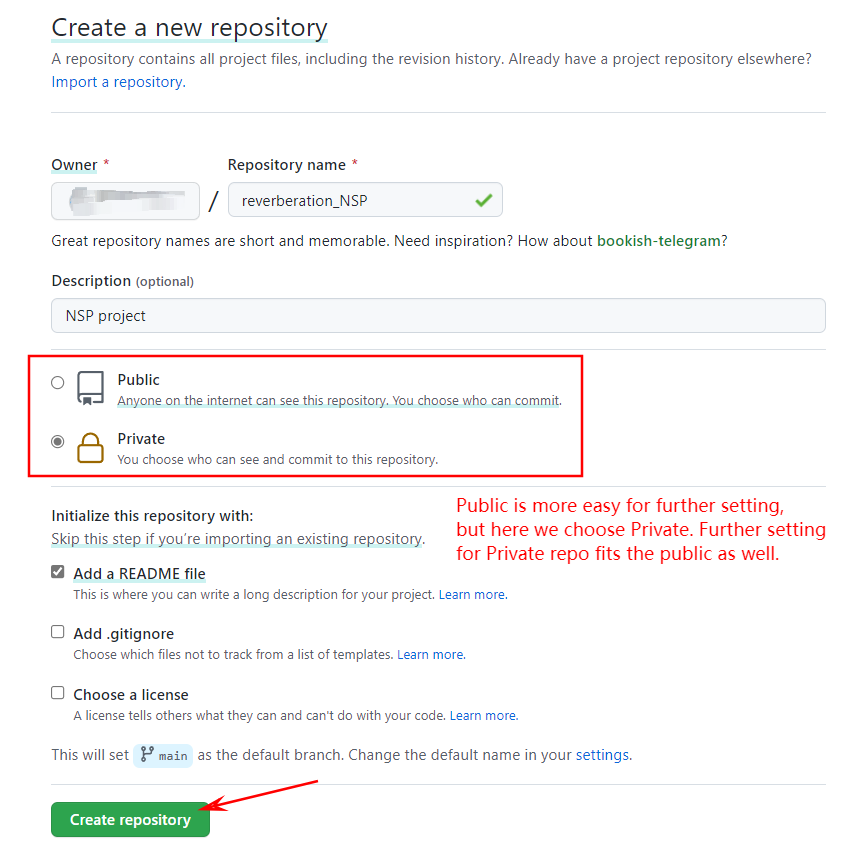 Create a new repository
A repository contains all project files, including the revision history. Already have a project repository elsewhere?
Import a repository.
Owner *
Repository name *
/
reverberation_NSP
Great repository names are short and memorable. Need inspiration? How about bookish-telegram?
Description (optional)
NSP project
Public
Anyone on the internet can see this repository. You choose who can commit.
Private
You choose who can see and commit to this repository.
Public is more easy for further setting,
but here we choose Private. Further setting
for Private repo fits the public as well.
Initialize this repository with:
Skip this step if you're importing an existing repository.
Add a README file
This is where you can write a long description for your project. Learn more.
Add .gitignore
Choose which files not to track from a list of templates. Learn more.
Choose a license
A license tells others what they can and can't do with your code. Learn more.
This will set main as the default branch. Change the default name in your settings.
Create repository